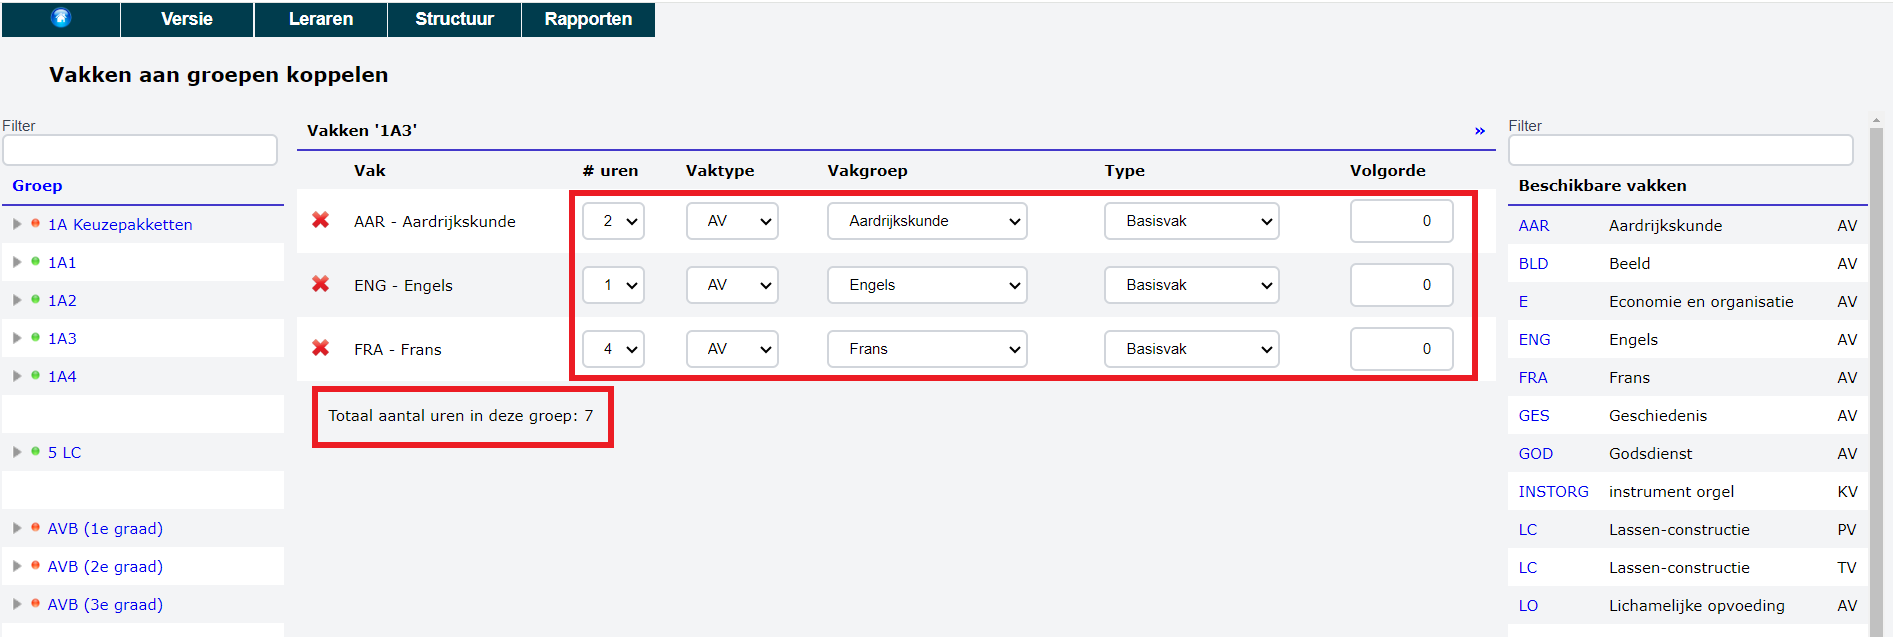 Versie Leraren Structuur Rapporten
Vakken aan groepen koppelen
Filter
Groep
1A Keuzepakketten
1A1
1A2
1A3
1A4
5 LC
AVB (1e graad)
AVB (2e graad)
AVB (3e graad)
Vakken '1A3' »
Vak # uren Vaktype Vakgroep Type Volgorde
AAR - Aardrijkskunde 2 AV Aardrijkskunde Basisvak 0
ENG - Engels 1 AV Engels Basisvak 0
FRA - Frans 4 AV Frans Basisvak 0
Totaal aantal uren in deze groep: 7
Filter
Beschikbare vakken
AAR Aardrijkskunde AV
BLD Beeld AV
E Economie en organisatie AV
ENG Engels AV
FRA Frans AV
GES Geschiedenis AV
GOD Godsdienst AV
INSTORG instrument orgel KV
LC Lassen-constructie PV
LC Lassen-constructie TV
LO Lichamelijke opvoeding AV